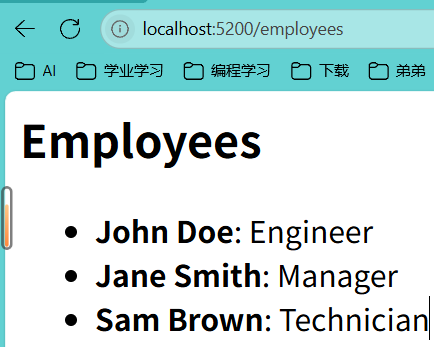 localhost:5200/employees
AI 学业学习 编程学习 下载 弟弟
Employees
John Doe: Engineer
Jane Smith: Manager
Sam Brown: Technician